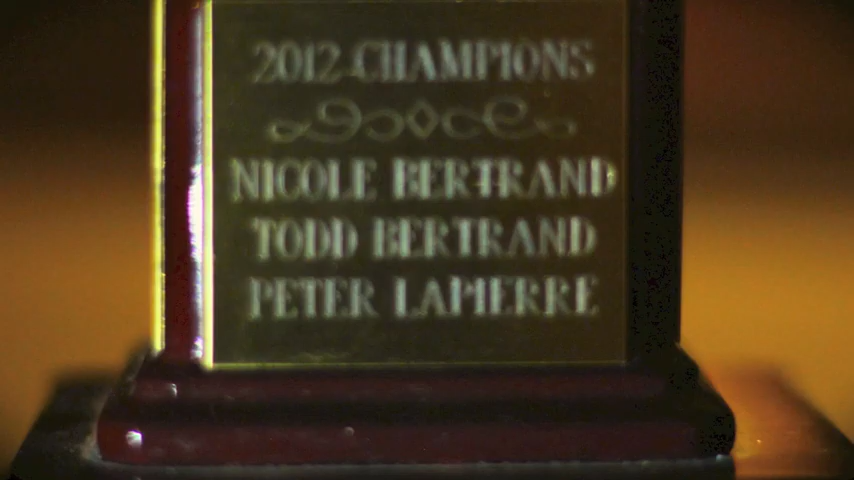 2012 CHAMPIONS
NICOLE BERTRAND
TODD BERTRAND
PETER LAPIERRE